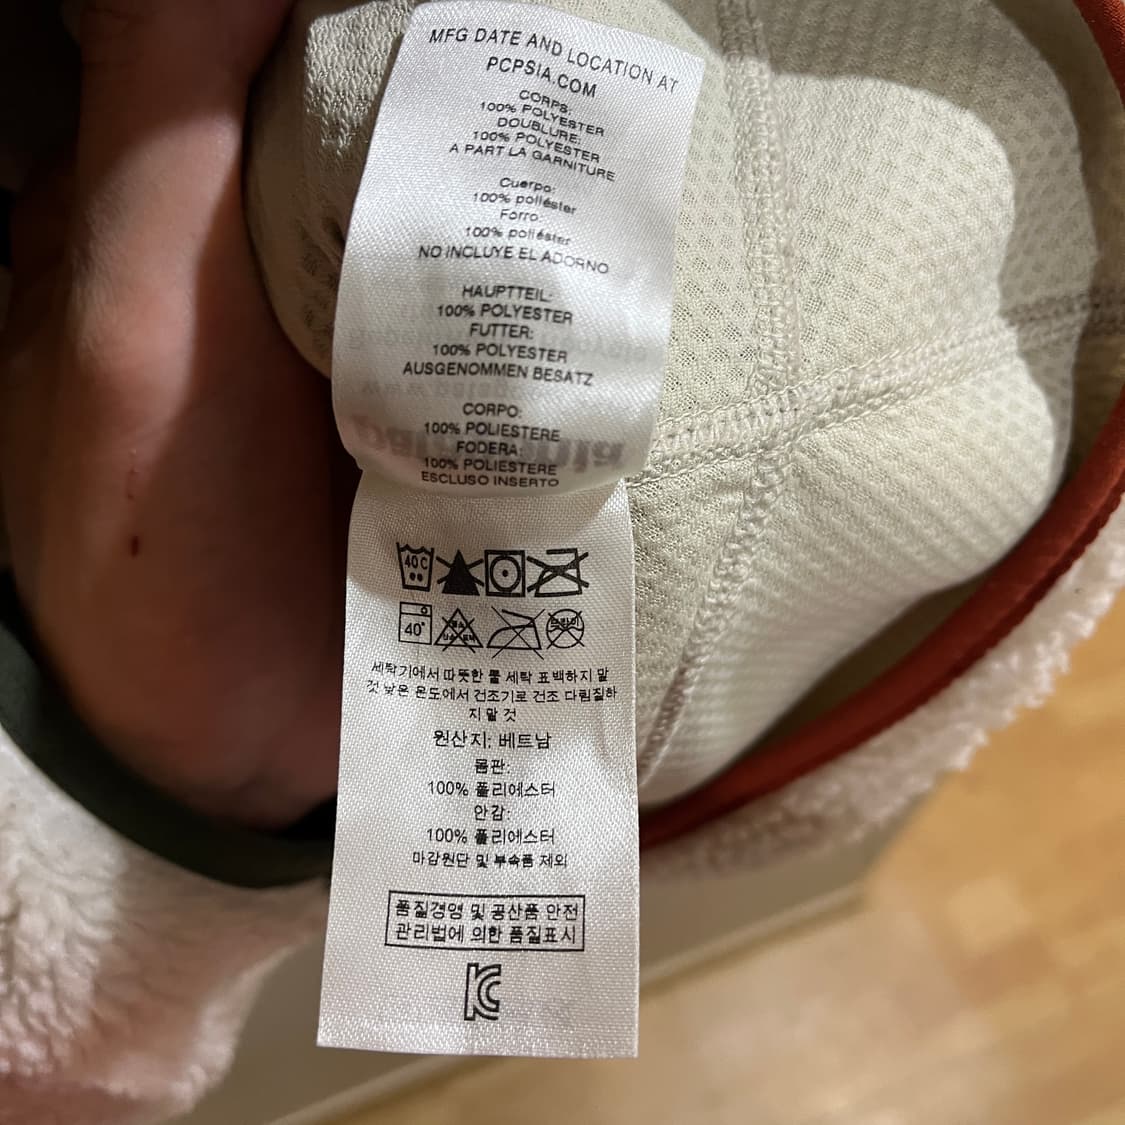 MFG DATE AND LOCATION AT
PCPSIA.COM
CORPS:
100% POLYESTER
DOUBLURE:
100% POLYESTER
A PART LA GARNITURE
Cuerpo:
100% poliéster
Forro
100% poliéster
NO INCLUYE EL ADORNO
HAUPTTEIL:
100% POLYESTER
FUTTER:
100% POLYESTER
AUSGENOMMEN BESATZ
CORPO:
100% POLIESTERE
FODERA:
100% POLIESTERE
ESCLUSO INSERTO
40C
40°
세탁기에서 따뜻한 물 세탁 표백하지 말
것 낮은 온도에서 건조기로 건조 다림질하
지 말 것
원산지: 베트남
몸판:
100% 폴리에스터
안감:
100% 폴리에스터
마감원단 및 부속품 제외
품질경영 및 공산품 안전
관리법에 의한 품질표시
KC